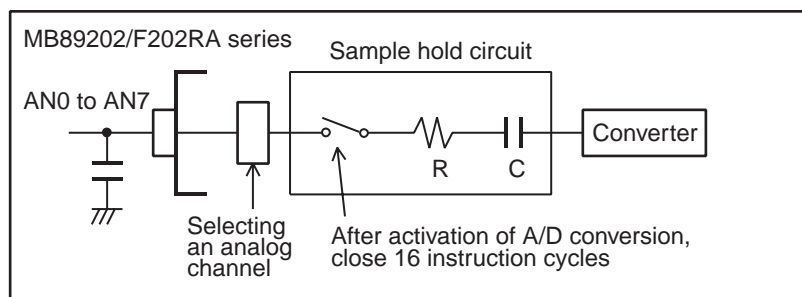 MB89202/F202RA series
Sample hold circuit
AN0 to AN7
Converter
R
C
Selecting
an analog
channel
After activation of A/D conversion,
close 16 instruction cycles